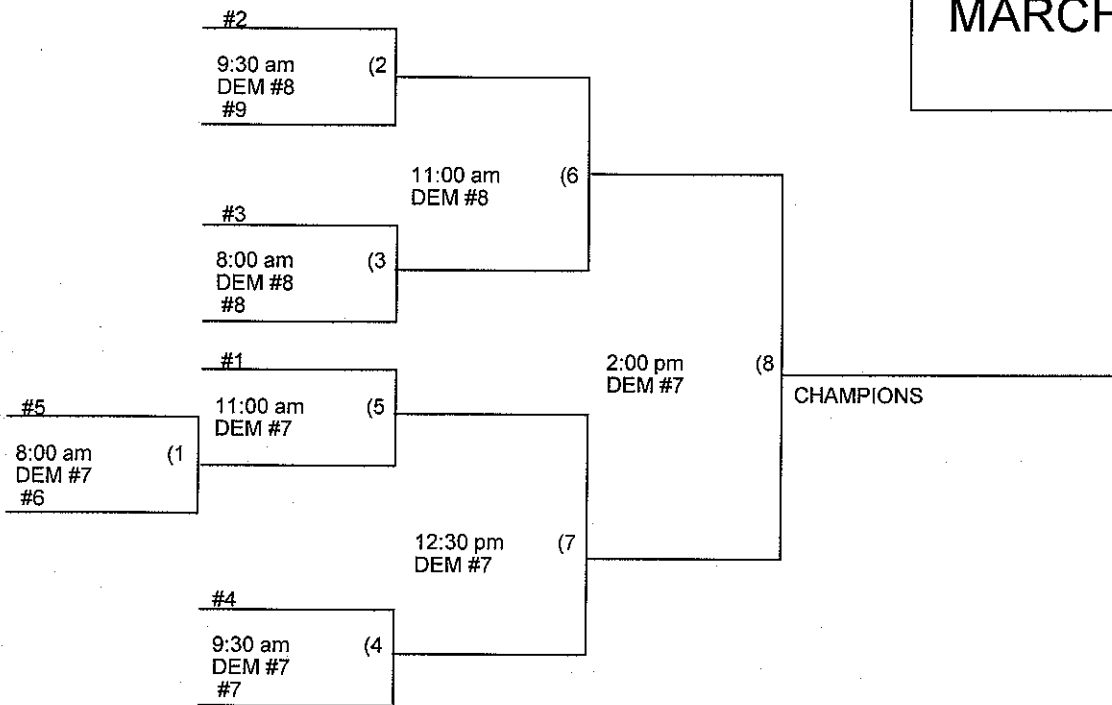 MARCH
#2
9:30 am (2
DEM #8
#9
11:00 am (6
DEM #8
#3
8:00 am (3
DEM #8
#8
#1
11:00 am (5
DEM #7
#5
8:00 am (1
DEM #7
#6
2:00 pm (8
DEM #7
CHAMPIONS
12:30 pm (7
DEM #7
#4
9:30 am (4
DEM #7
#7